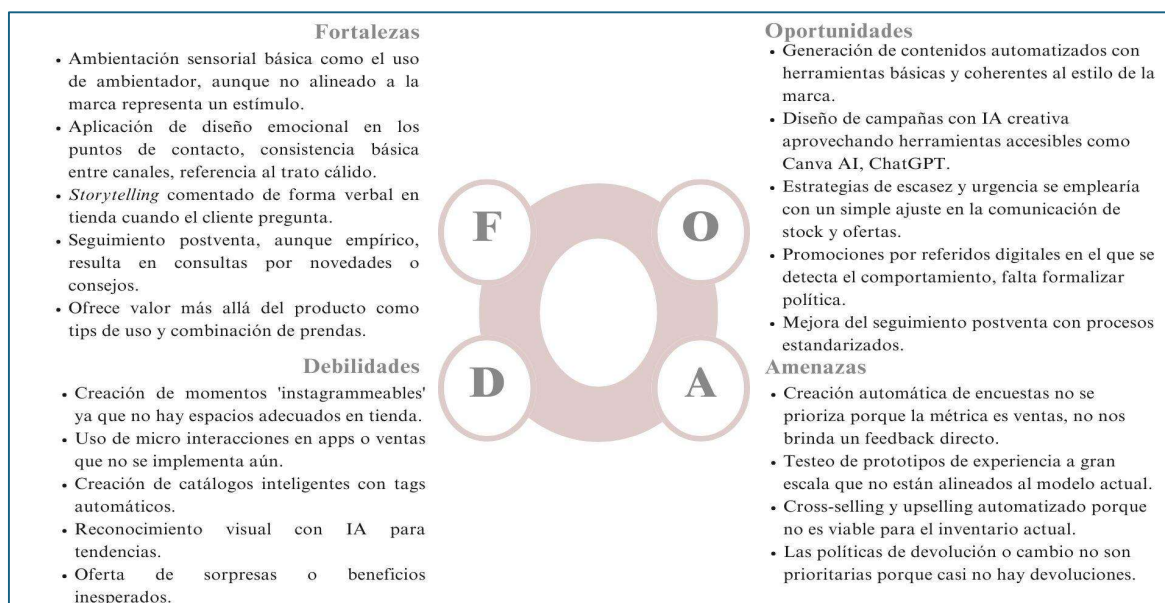 Fortalezas
• Ambientación sensorial básica como el uso
de ambientador, aunque no alineado a la
marca representa un estímulo.
• Aplicación de diseño emocional en los
puntos de contacto, consistencia básica
entre canales, referencia al trato cálido.
• Storytelling comentado de forma verbal en
tienda cuando el cliente pregunta.
• Seguimiento postventa, aunque empírico,
resulta en consultas por novedades o
consejos.
• Ofrece valor más allá del producto como
tips de uso y combinación de prendas.
Oportunidades
• Generación de contenidos automatizados con
herramientas básicas y coherentes al estilo de la
marca.
• Diseño de campañas con IA creativa
aprovechando herramientas accesibles como
Canva AI, ChatGPT.
• Estrategias de escasez y urgencia se emplearía
con un simple ajuste en la comunicación de
stock y ofertas.
• Promociones por referidos digitales en el que se
detecta el comportamiento, falta formalizar
política.
• Mejora del seguimiento postventa con procesos
estandarizados.
F
O
D
A
Debilidades
• Creación de momentos 'instagrammeables'
ya que no hay espacios adecuados en tienda.
• Uso de micro interacciones en apps o ventas
que no se implementa aún.
• Creación de catálogos inteligentes con tags
automáticos.
• Reconocimiento visual con IA para
tendencias.
• Oferta de sorpresas o beneficios
inesperados.
Amenazas
• Creación automática de encuestas no se
prioriza porque la métrica es ventas, no nos
brinda un feedback directo.
• Testeo de prototipos de experiencia a gran
escala que no están alineados al modelo actual.
• Cross-selling y upselling automatizado porque
no es viable para el inventario actual.
• Las políticas de devolución o cambio no son
prioritarias porque casi no hay devoluciones.